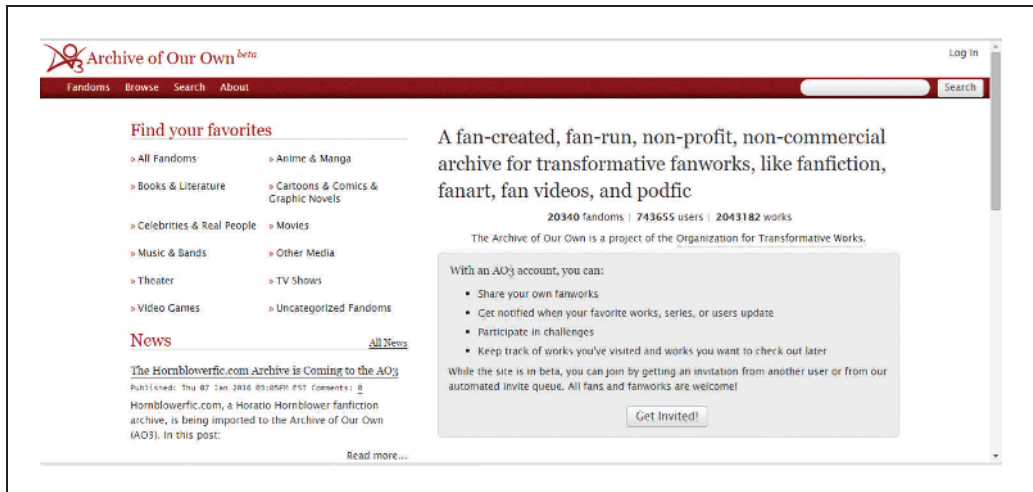 Archive of Our Own beta
Log In
Fandoms Browse Search About
Search
Find your favorites
» All Fandoms
» Anime & Manga
» Books & Literature
» Cartoons & Comics &
Graphic Novels
» Celebrities & Real People
» Movies
» Music & Bands
» Other Media
» Theater
» TV Shows
» Video Games
» Uncategorized Fandoms
News
All News
The Hornblowerfic.com Archive is Coming to the AO3
Published: Thu 07 Jan 2016 03:05PM EST Comments: 0
Hornblowerfic.com, a Horatio Hornblower fanfiction
archive, is being imported to the Archive of Our Own
(AO3). In this post:
Read more...
A fan-created, fan-run, non-profit, non-commercial
archive for transformative fanworks, like fanfiction,
fanart, fan videos, and podfic
20340 fandoms | 743655 users | 2043182 works
The Archive of Our Own is a project of the Organization for Transformative Works.
With an AO3 account, you can:
• Share your own fanworks
• Get notified when your favorite works, series, or users update
• Participate in challenges
• Keep track of works you've visited and works you want to check out later
While the site is in beta, you can join by getting an invitation from another user or from our
automated invite queue. All fans and fanworks are welcome!
Get Invited!